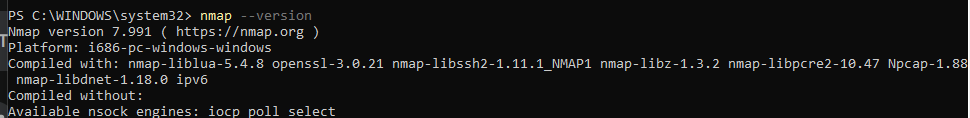 PS C:\WINDOWS\system32> nmap --version
Nmap version 7.991 ( https://nmap.org )
Platform: i686-pc-windows-windows
Compiled with: nmap-liblua-5.4.8 openssl-3.0.21 nmap-libssh2-1.11.1_NMAP1 nmap-libz-1.3.2 nmap-libpcre2-10.47 Npcap-1.88
nmap-libdnet-1.18.0 ipv6
Compiled without:
Available nsock engines: iocp poll select